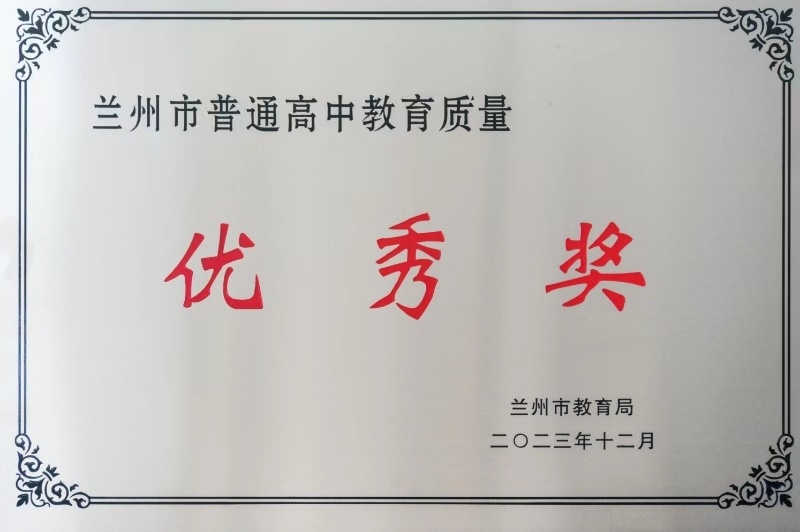 兰州市普通高中教育质量
优秀奖
兰州市教育局
二〇二三年十二月